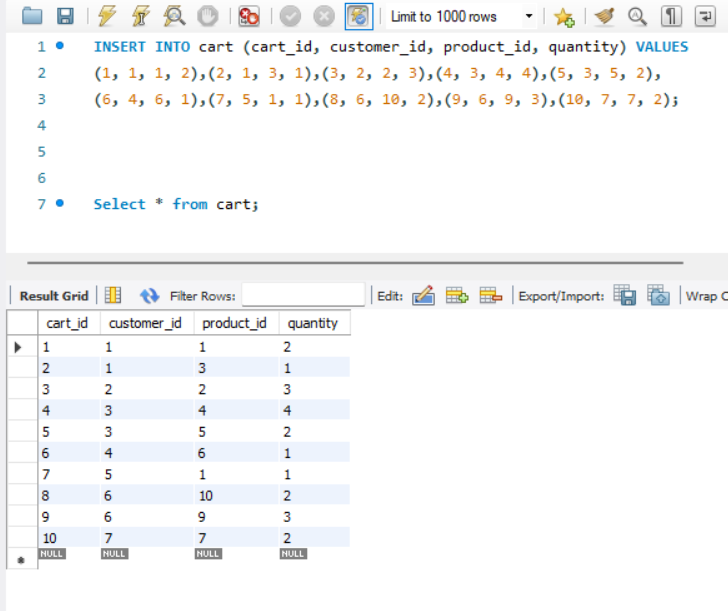 Limit to 1000 rows
1 INSERT INTO cart (cart_id, customer_id, product_id, quantity) VALUES
2 (1, 1, 1, 2),(2, 1, 3, 1),(3, 2, 2, 3),(4, 3, 4, 4),(5, 3, 5, 2),
3 (6, 4, 6, 1),(7, 5, 1, 1),(8, 6, 10, 2),(9, 6, 9, 3),(10, 7, 7, 2);
4
5
6
7 Select * from cart;
Result Grid Filter Rows: Edit: Export/Import: Wrap C
cart_id customer_id product_id quantity
1 1 1 2
2 1 3 1
3 2 2 3
4 3 4 4
5 3 5 2
6 4 6 1
7 5 1 1
8 6 10 2
9 6 9 3
10 7 7 2
NULL NULL NULL NULL